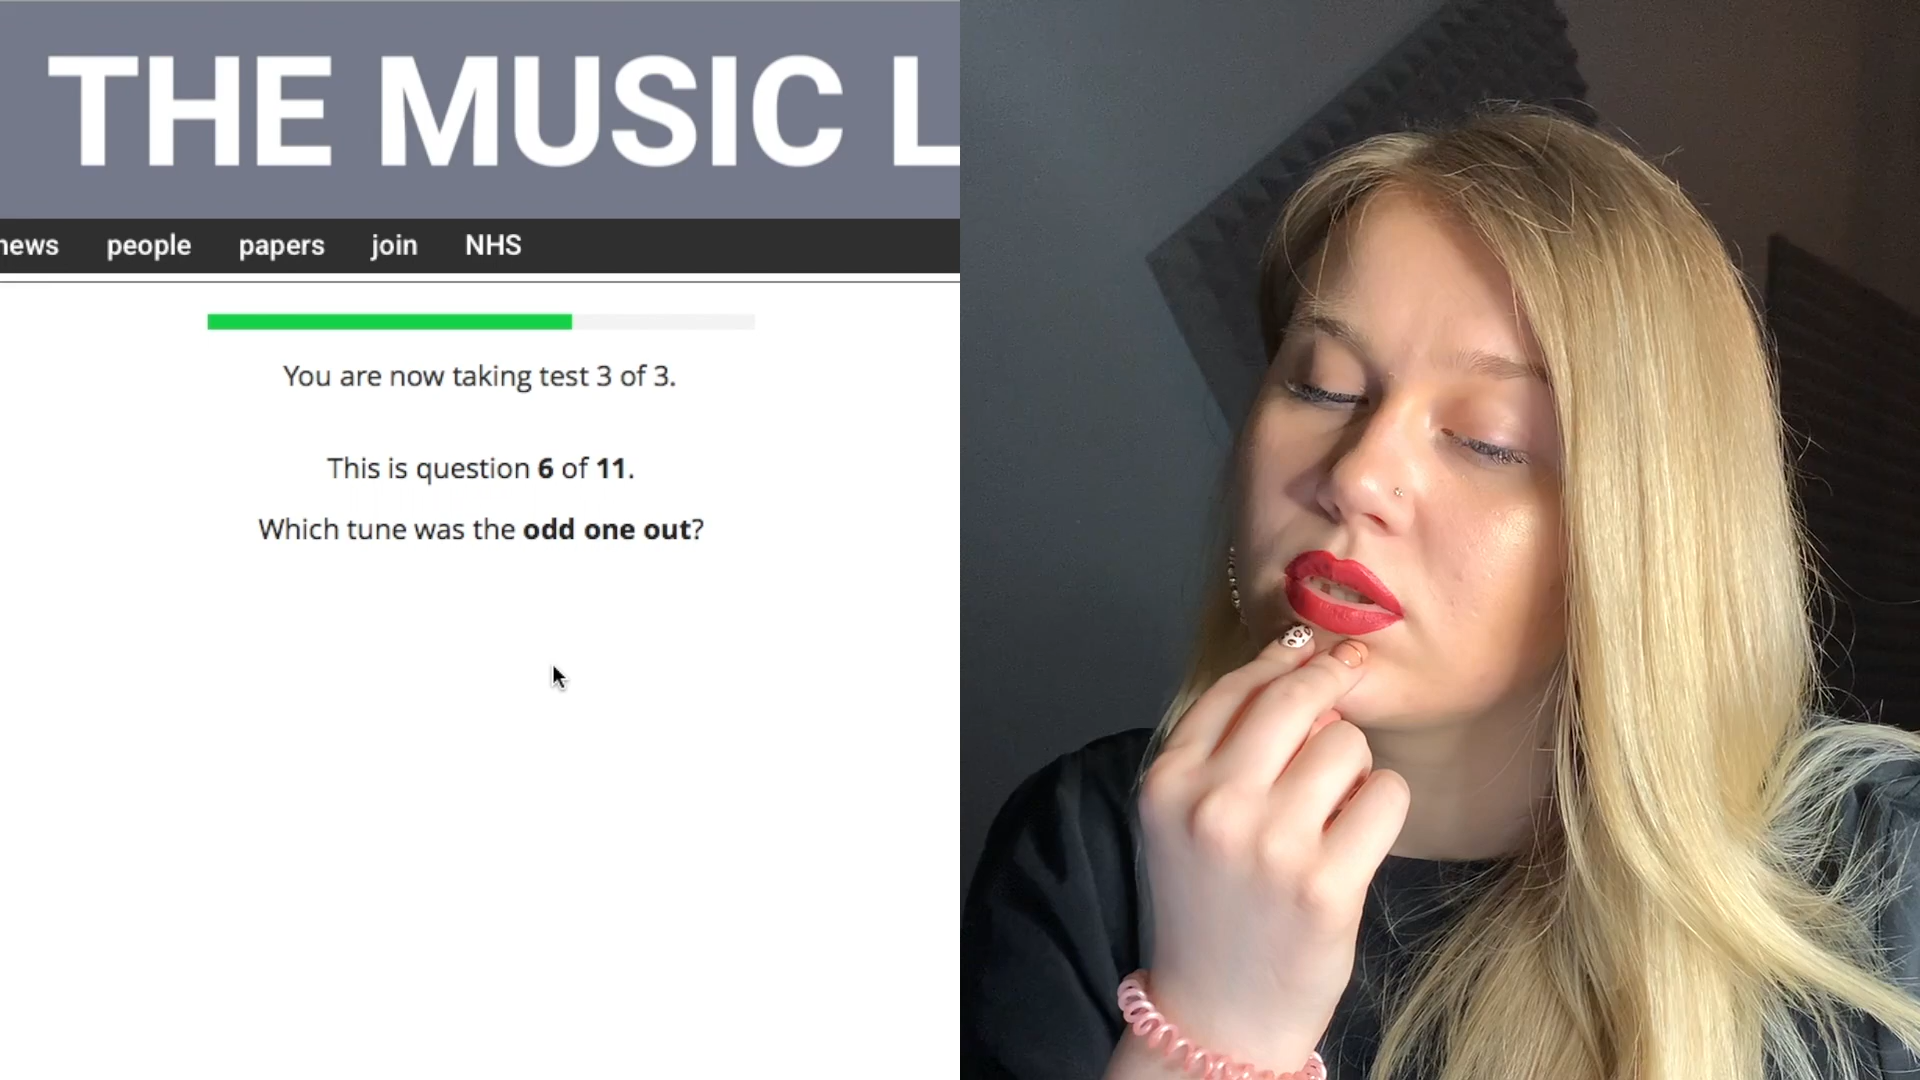 THE MUSIC L
news people papers join NHS
You are now taking test 3 of 3.
This is question 6 of 11.
Which tune was the odd one out?